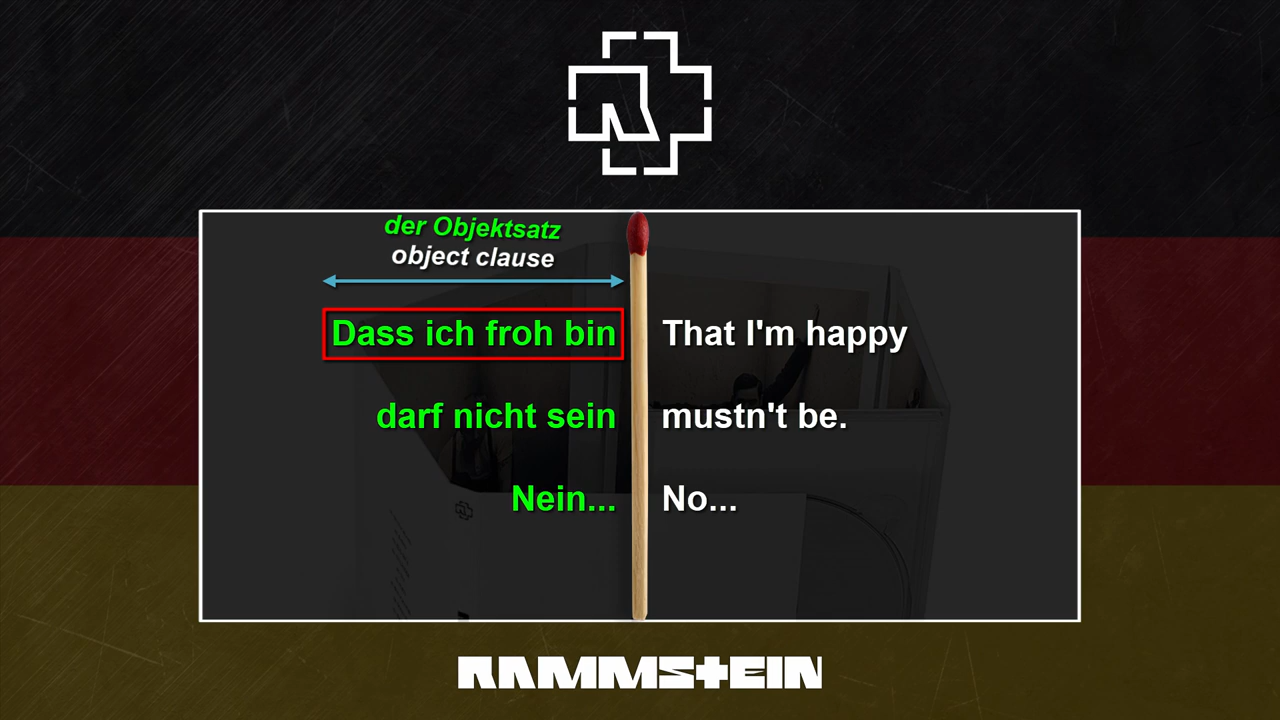 der Objektsatz
object clause
Dass ich froh bin
That I'm happy
darf nicht sein
mustn't be.
Nein...
No...
RAMMSTEIN